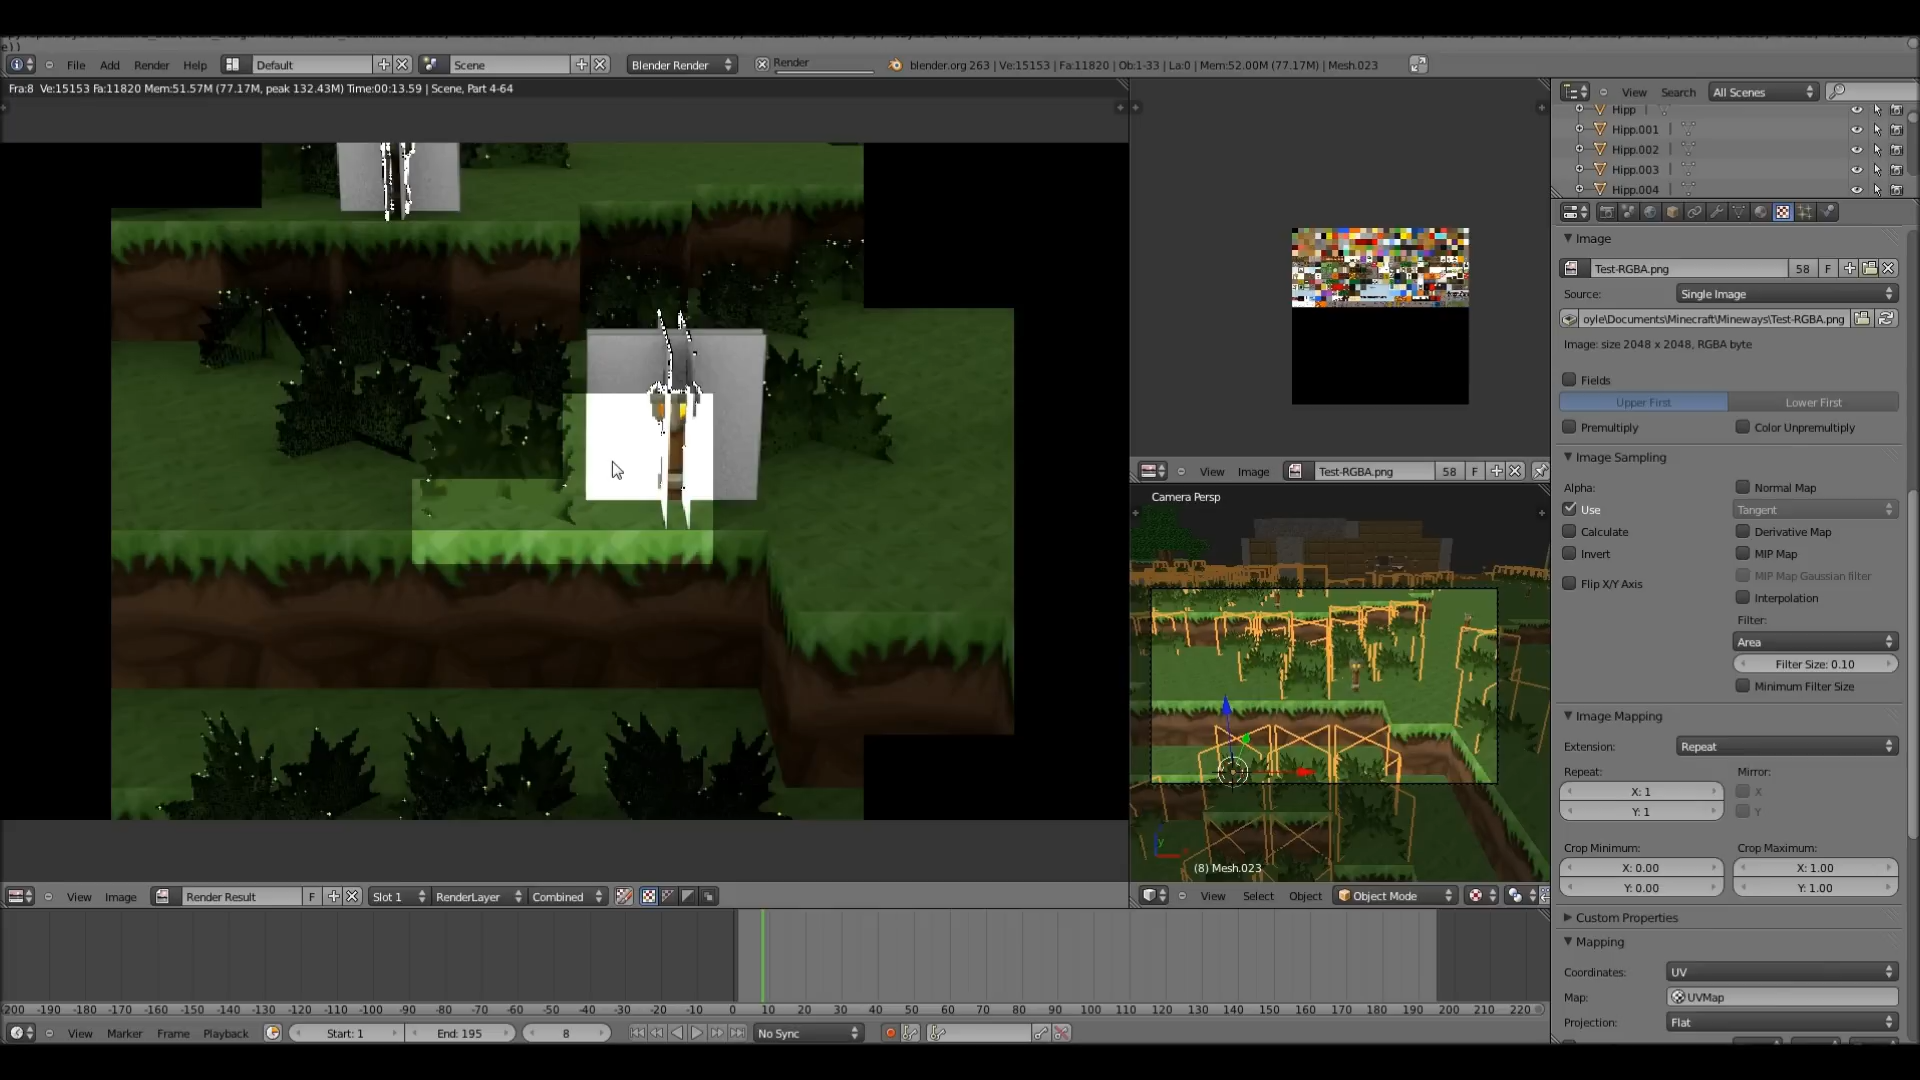 e))
File Add Render Help Default Scene Blender Render Render blender.org 263 | Ve:15153 | Fa:11820 | Ob:1-33 | La:0 | Mem:52.00M (77.17M) | Mesh.023
Fra:8 Ve:15153 Fa:11820 Mem:51.57M (77.17M, peak 132.43M) Time:00:13.59 | Scene, Part 4-64
View Search All Scenes
Hipp
Hipp.001
Hipp.002
Hipp.003
Hipp.004
Image
Test-RGBA.png 58 F
Source: Single Image
oyle\Documents\Minecraft\Mineways\Test-RGBA.png
Image: size 2048 x 2048, RGBA byte
Fields
Upper First Lower First
Premultiply Color Unpremultiply
Image Sampling
Alpha: Normal Map
Use Tangent
Calculate Derivative Map
Invert MIP Map
MIP Map Gaussian filter
Flip X/Y Axis
Interpolation
Filter:
Area
Filter Size: 0.10
Minimum Filter Size
Image Mapping
Extension: Repeat
Repeat: Mirror:
X: 1 X
Y: 1 Y
Crop Minimum: Crop Maximum:
X: 0.00 X: 1.00
Y: 0.00 Y: 1.00
Custom Properties
Mapping
Coordinates: UV
Map: UVMap
Projection: Flat
View Image Test-RGBA.png 58 F
Camera Persp
y
(8) Mesh.023
View Select Object Object Mode
View Image Render Result F Slot 1 RenderLayer Combined
-200 -190 -180 -170 -160 -150 -140 -130 -120 -110 -100 -90 -80 -70 -60 -50 -40 -30 -20 -10 0 10 20 30 40 50 60 70 80 90 100 110 120 130 140 150 160 170 180 190 200 210 220
View Marker Frame Playback Start: 1 End: 195 8 No Sync